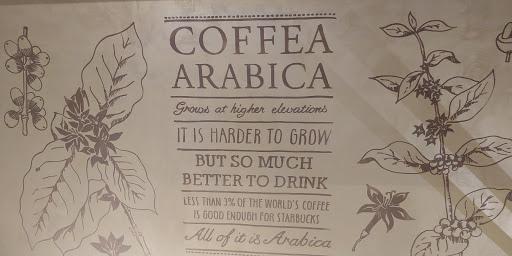 COFFEA
ARABICA
Grows at higher elevations
IT IS HARDER TO GROW
BUT SO MUCH
BETTER TO DRINK
LESS THAN 3% OF THE WORLD'S COFFEE
IS GOOD ENOUGH FOR STARBUCKS
All of it is Arabica